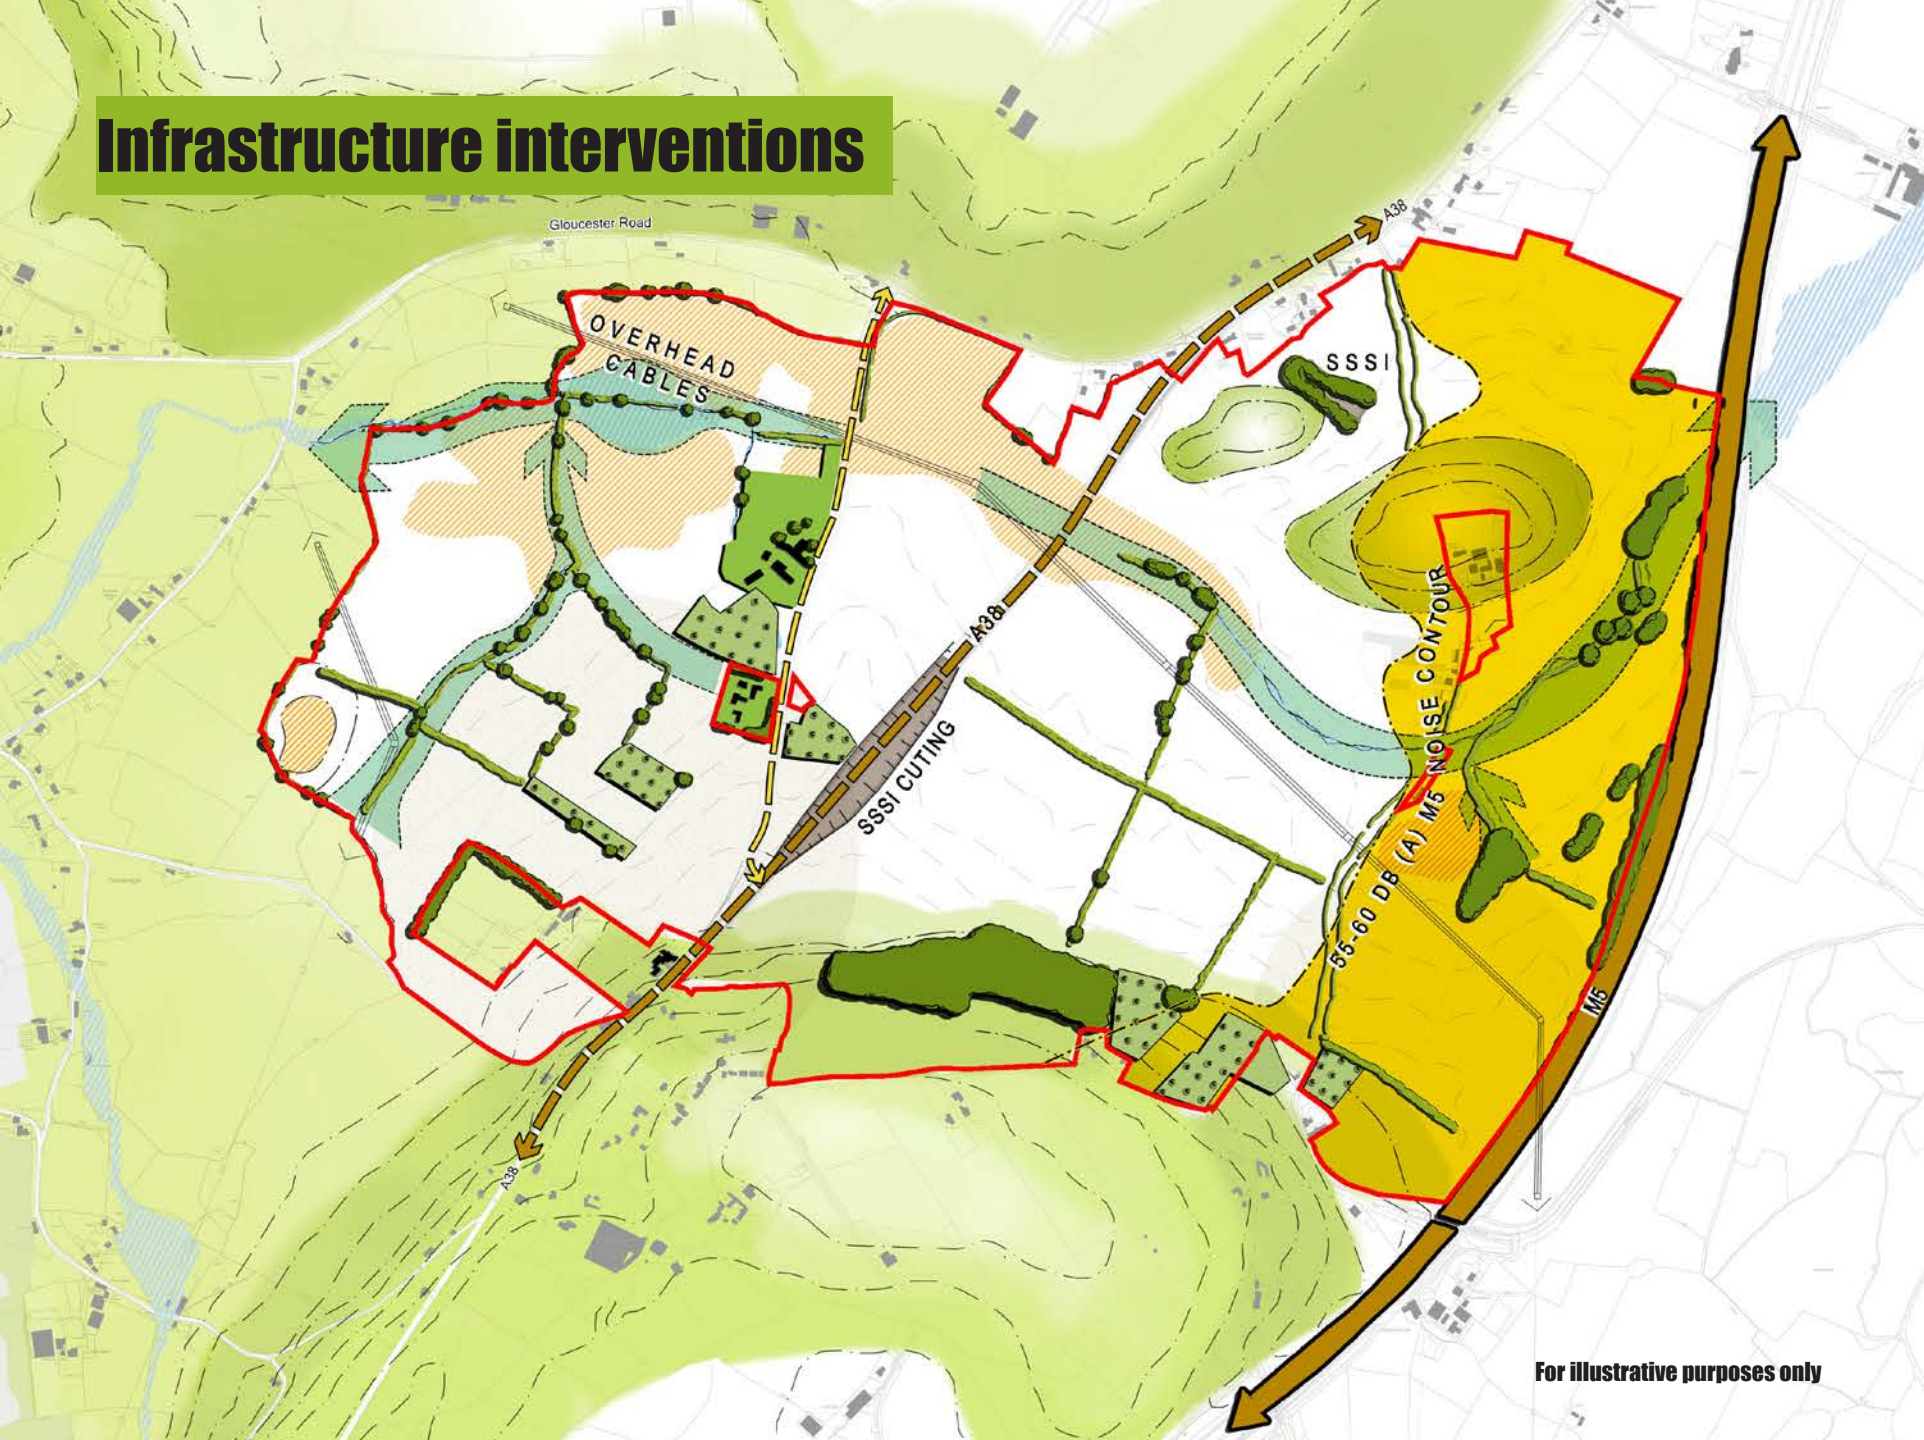 Infrastructure interventions
Gloucester Road
A38
OVERHEAD
CABLES
SSSI
A38
NOISE CONTOUR
SSSI CUTING
55-60 DB (A) M5
M5
A38
For illustrative purposes only